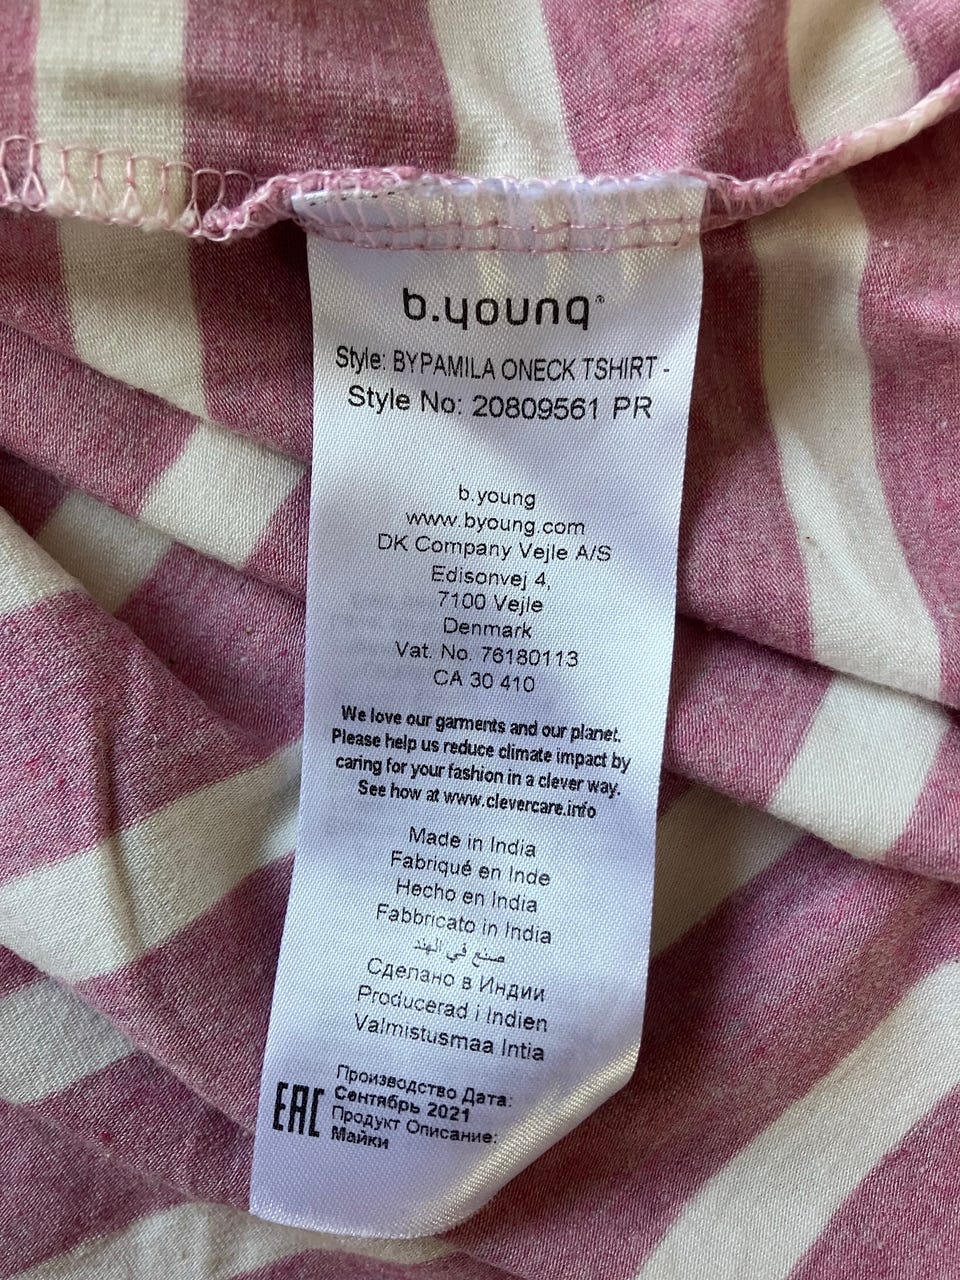 b.young®
Style: BYPAMILA ONECK TSHIRT -
Style No: 20809561 PR
b.young
www.byoung.com
DK Company Vejle A/S
Edisonvej 4,
7100 Vejle
Denmark
Vat. No. 76180113
CA 30 410
We love our garments and our planet.
Please help us reduce climate impact by
caring for your fashion in a clever way.
See how at www.clevercare.info
Made in India
Fabriqué en Inde
Hecho en India
Fabbricato in India
صنع في الهند
Сделано в Индии
Producerad i Indien
Valmistusmaa Intia
EAC
Производство Дата:
Сентябрь 2021
Продукт Описание:
Майки